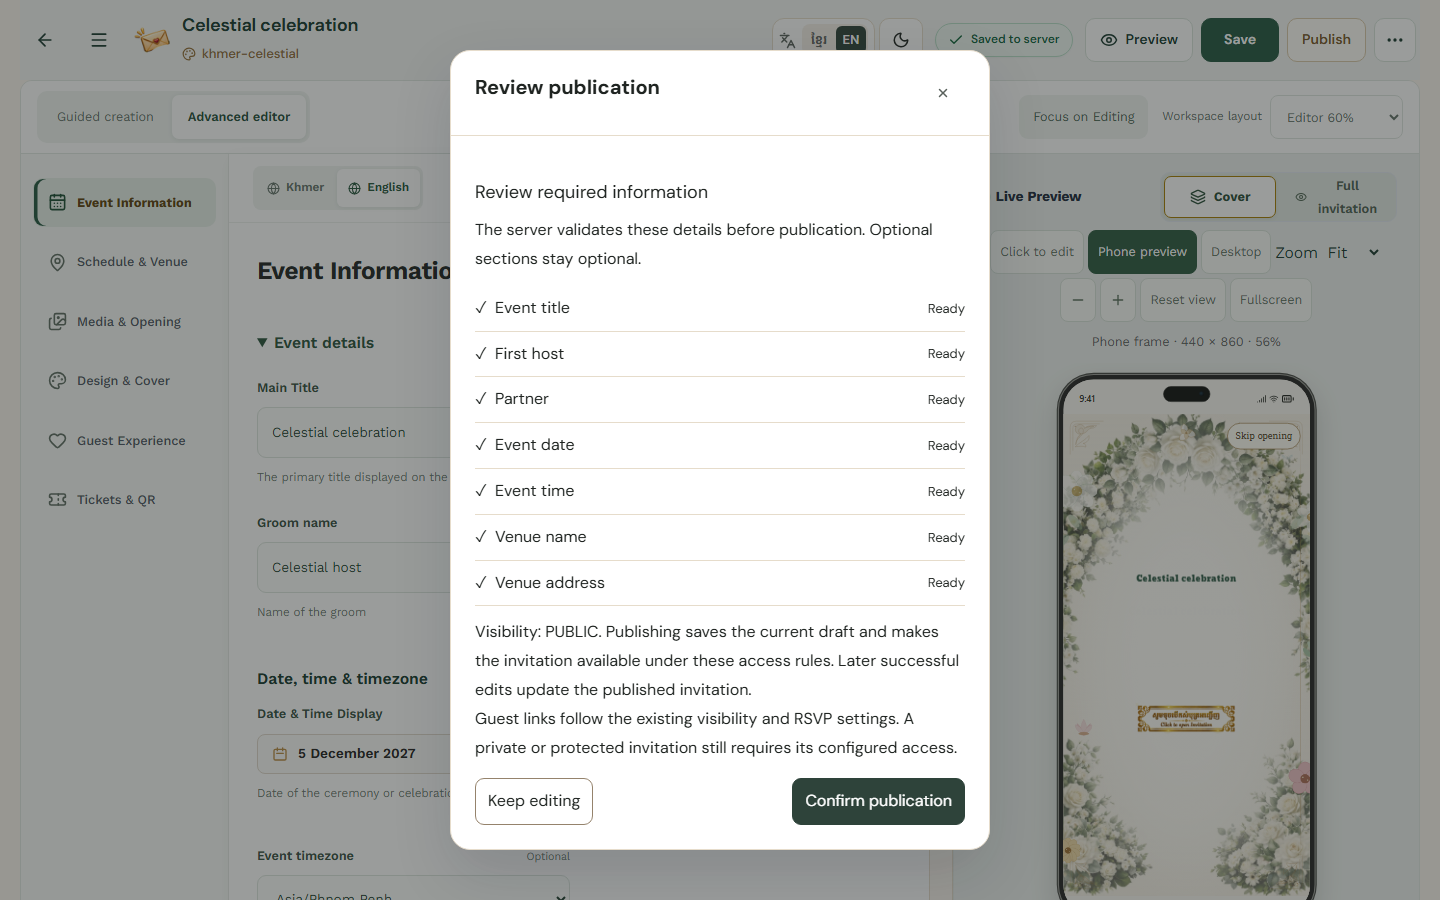 Celestial celebration
khmer-celestial
ខ្មែរ
EN
Saved to server
Preview
Save
Publish
Guided creation
Advanced editor
Focus on Editing
Workspace layout
Editor 60%
Event Information
Schedule & Venue
Media & Opening
Design & Cover
Guest Experience
Tickets & QR
Khmer
English
Event Informatio
Event details
Main Title
Celestial celebration
The primary title displayed on the
Groom name
Celestial host
Name of the groom
Date, time & timezone
Date & Time Display
5 December 2027
Date of the ceremony or celebratio
Event timezone
Optional
Asia/Phnom Penh
Review publication
Review required information
The server validates these details before publication. Optional
sections stay optional.
✓ Event title Ready
✓ First host Ready
✓ Partner Ready
✓ Event date Ready
✓ Event time Ready
✓ Venue name Ready
✓ Venue address Ready
Visibility: PUBLIC. Publishing saves the current draft and makes
the invitation available under these access rules. Later successful
edits update the published invitation.
Guest links follow the existing visibility and RSVP settings. A
private or protected invitation still requires its configured access.
Keep editing
Confirm publication
Live Preview
Cover
Full
invitation
Click to edit
Phone preview
Desktop
Zoom
Fit
Reset view
Fullscreen
Phone frame · 440 × 860 · 56%
9:41
Skip opening
Celestial celebration
Click to open Invitation